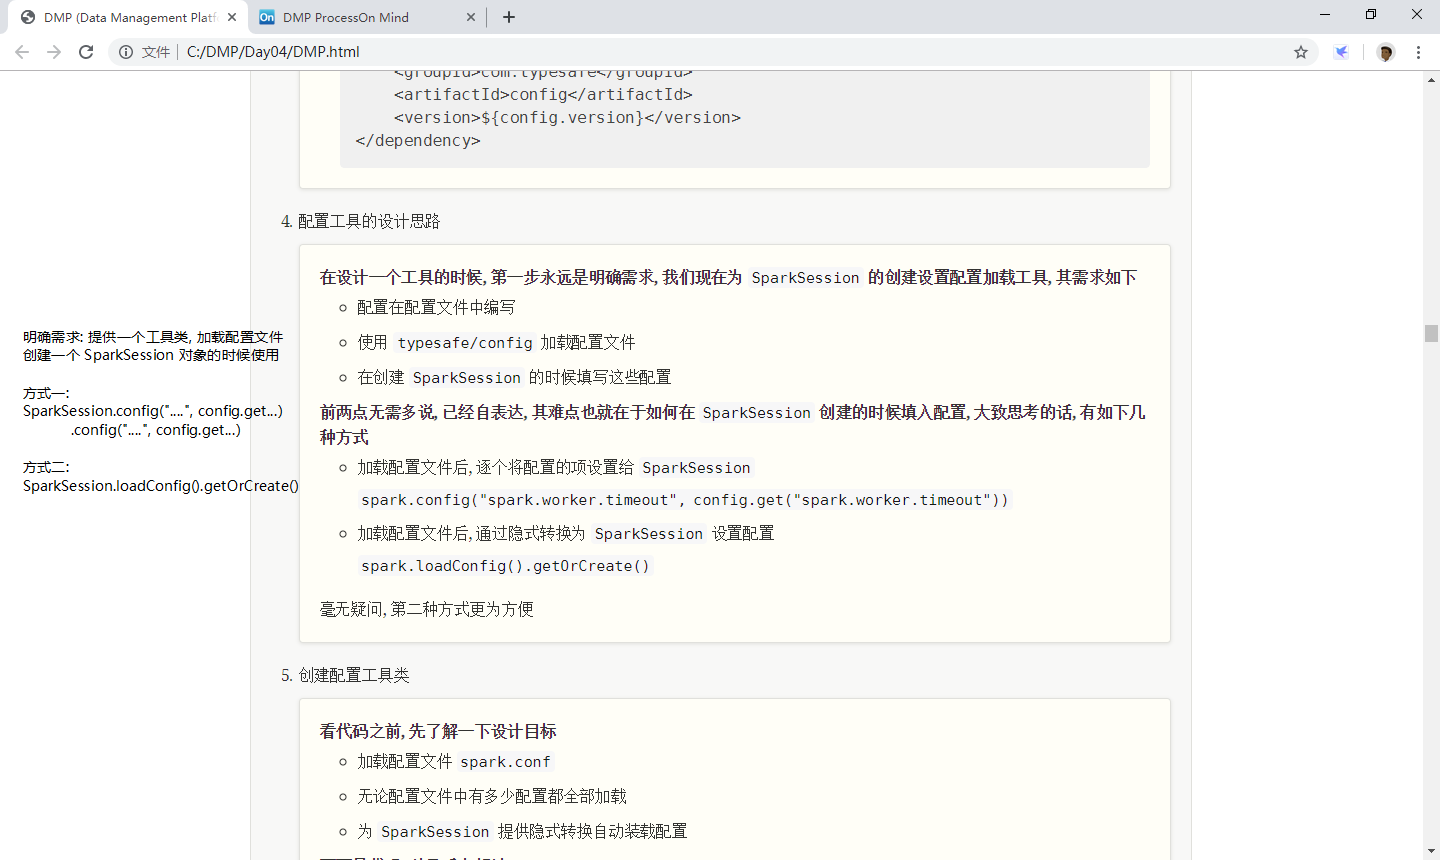 DMP (Data Management Platf
DMP ProcessOn Mind
文件
C:/DMP/Day04/DMP.html
<groupId>com.typesafe</groupId>
<artifactId>config</artifactId>
<version>${config.version}</version>
</dependency>
4. 配置工具的设计思路
在设计一个工具的时候, 第一步永远是明确需求, 我们现在为 SparkSession 的创建设置配置加载工具, 其需求如下
配置在配置文件中编写
使用 typesafe/config 加载配置文件
在创建 SparkSession 的时候填写这些配置
前两点无需多说, 已经自表达, 其难点也就在于如何在 SparkSession 创建的时候填入配置, 大致思考的话, 有如下几
种方式
加载配置文件后, 逐个将配置的项设置给 SparkSession
spark.config("spark.worker.timeout", config.get("spark.worker.timeout"))
加载配置文件后, 通过隐式转换为 SparkSession 设置配置
spark.loadConfig().getOrCreate()
毫无疑问, 第二种方式更为方便
明确需求: 提供一个工具类, 加载配置文件
创建一个 SparkSession 对象的时候使用
方式一:
SparkSession.config("....", config.get...)
.config("....", config.get...)
方式二:
SparkSession.loadConfig().getOrCreate()
5. 创建配置工具类
看代码之前, 先了解一下设计目标
加载配置文件 spark.conf
无论配置文件中有多少配置都全部加载
为 SparkSession 提供隐式转换自动装载配置